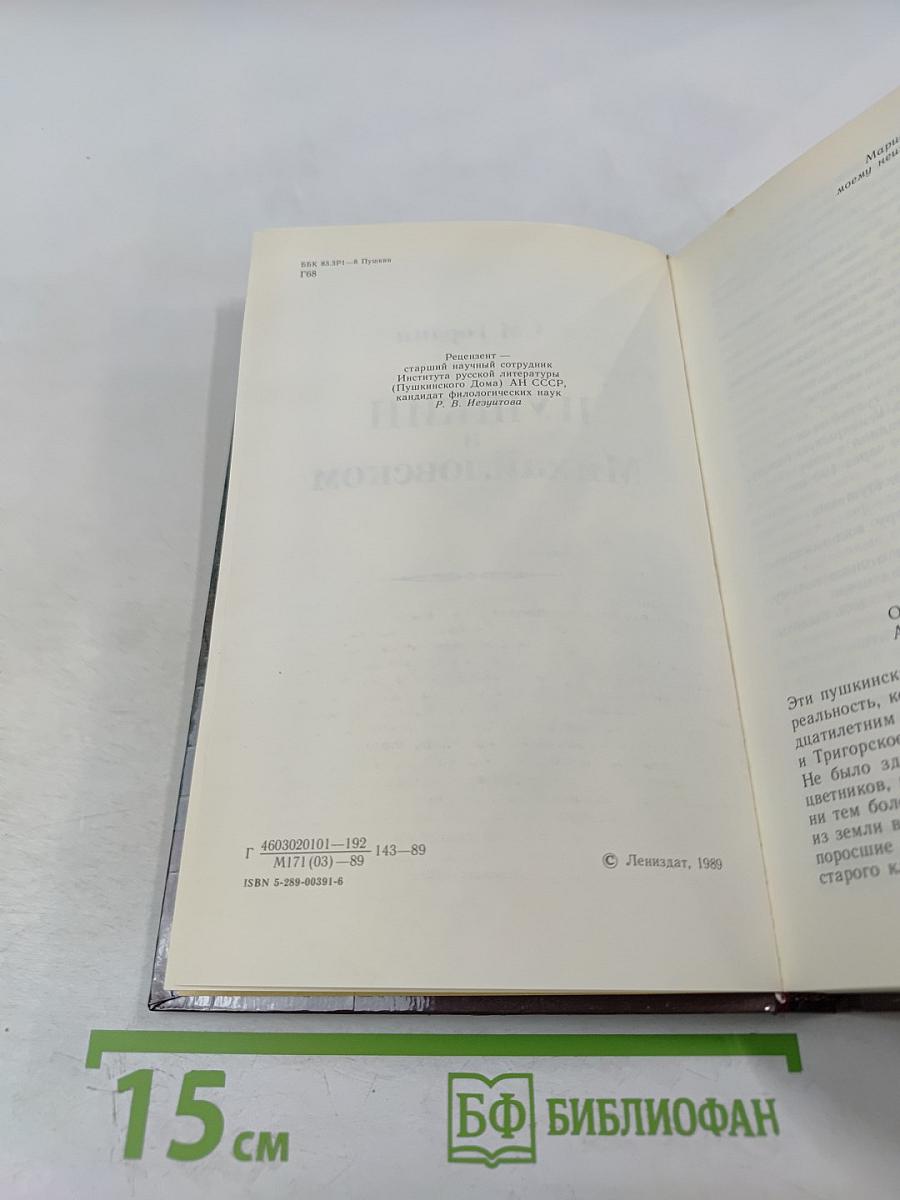 ББК 83.3Р1—8 Пушкин
Г68
Рецензент —
старший научный сотрудник
Института русской литературы
(Пушкинского Дома) АН СССР,
кандидат филологических наук
Р. В. Иезуитова
Г 4603020101—192
М171(03)—89 143—89
ISBN 5-289-00391-6
© Лениздат, 1989
моему
Эти пушкинск
реальность, к
дцатилетним
и Тригорское
Не было зд
цветников,
ни тем бол
из земли в
поросшие
старого к
15 см
БФ БИБЛИОФАН